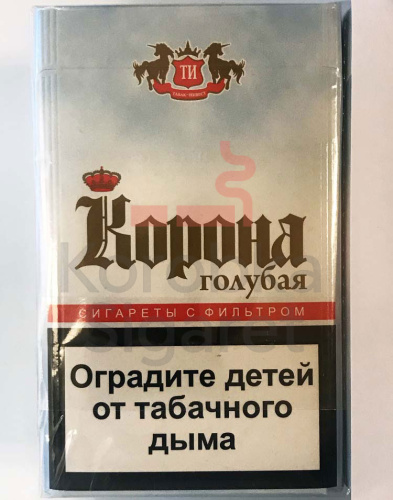 ТИ
Корона
голубая
СИГАРЕТЫ С ФИЛЬТРОМ
Оградите детей
от табачного
дыма